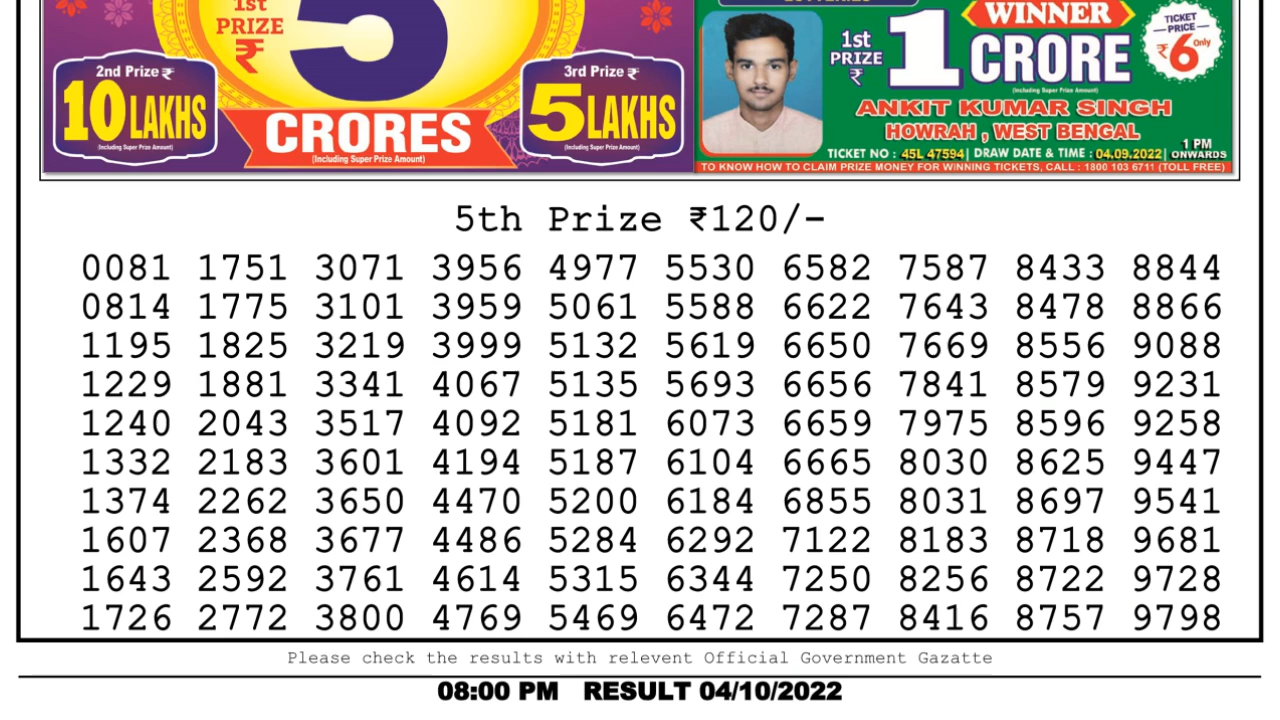 1st
PRIZE
₹
5
CRORES
(Including Super Prize Amount)
2nd Prize ₹
10 LAKHS
(Including Super Prize Amount)
3rd Prize ₹
5 LAKHS
(Including Super Prize Amount)
WINNER
1st
PRIZE
₹
1 CRORE
(Including Super Prize Amount)
TICKET
PRICE
₹6 Only
ANKIT KUMAR SINGH
HOWRAH , WEST BENGAL
TICKET NO : 45L 47594 | DRAW DATE & TIME : 04.09.2022 | 1 PM ONWARDS
TO KNOW HOW TO CLAIM PRIZE MONEY FOR WINNING TICKETS, CALL : 1800 103 6711 (TOLL FREE)
5th Prize ₹120/-
0081 1751 3071 3956 4977 5530 6582 7587 8433 8844
0814 1775 3101 3959 5061 5588 6622 7643 8478 8866
1195 1825 3219 3999 5132 5619 6650 7669 8556 9088
1229 1881 3341 4067 5135 5693 6656 7841 8579 9231
1240 2043 3517 4092 5181 6073 6659 7975 8596 9258
1332 2183 3601 4194 5187 6104 6665 8030 8625 9447
1374 2262 3650 4470 5200 6184 6855 8031 8697 9541
1607 2368 3677 4486 5284 6292 7122 8183 8718 9681
1643 2592 3761 4614 5315 6344 7250 8256 8722 9728
1726 2772 3800 4769 5469 6472 7287 8416 8757 9798
Please check the results with relevent Official Government Gazatte
08:00 PM RESULT 04/10/2022